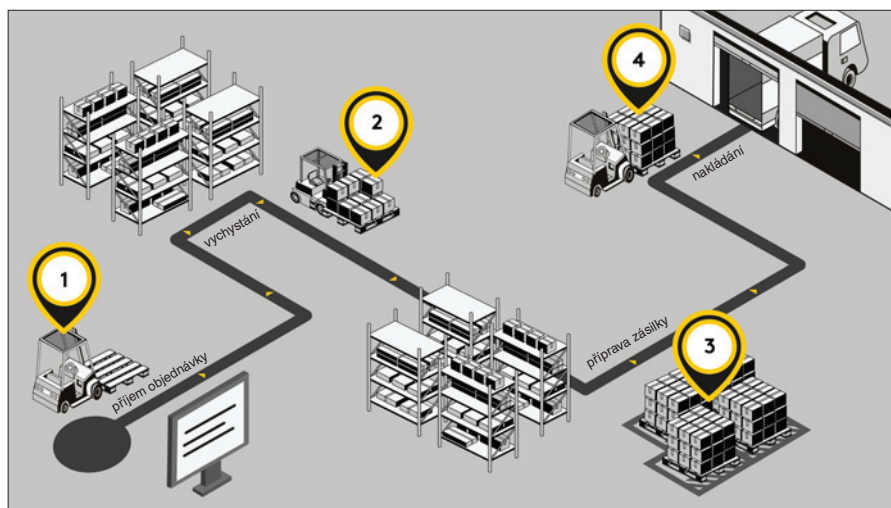 1
příjem objednávky
vychystání
2
příprava zásilky
3
nakládání
4